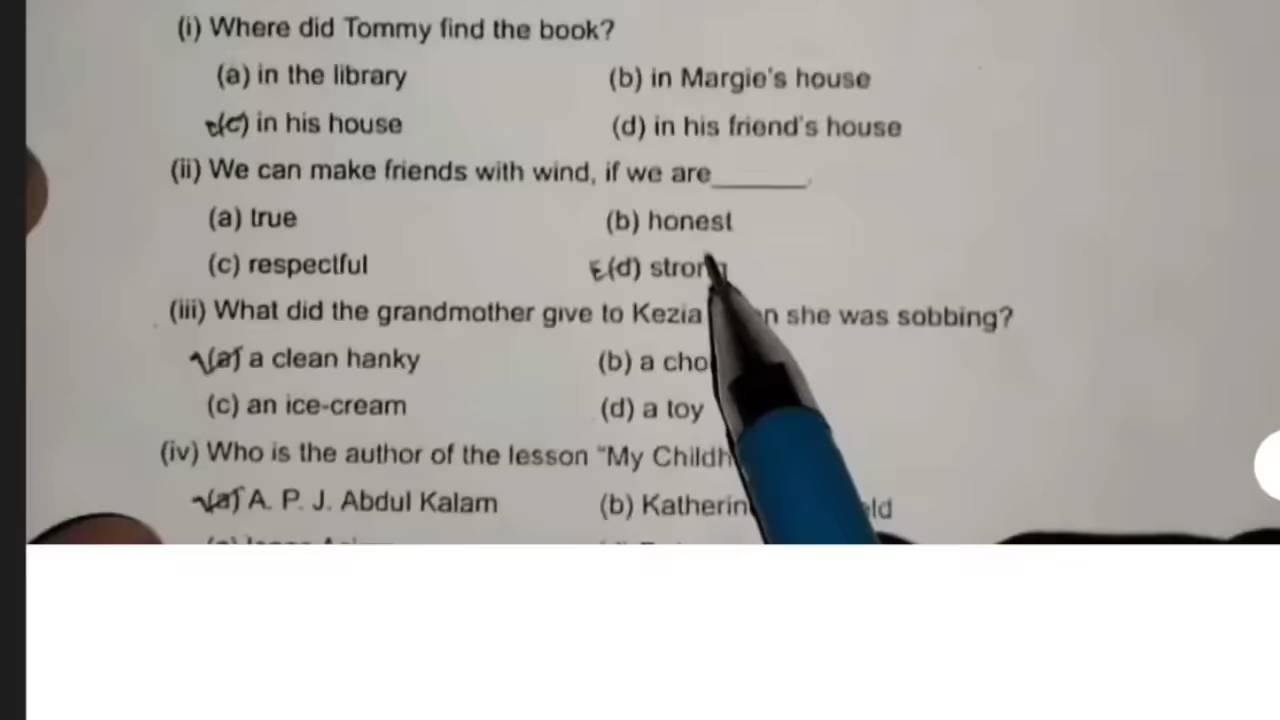 (i) Where did Tommy find the book?
(a) in the library (b) in Margie's house
(c) in his house (d) in his friend's house
(ii) We can make friends with wind, if we are______.
(a) true (b) honest
(c) respectful (d) strong
(iii) What did the grandmother give to Kezia she was sobbing?
(a) a clean hanky (b) a
(c) an ice-cream (d) a toy
(iv) Who is the author of the lesson "My
(a) A. P. J. Abdul Kalam (b)